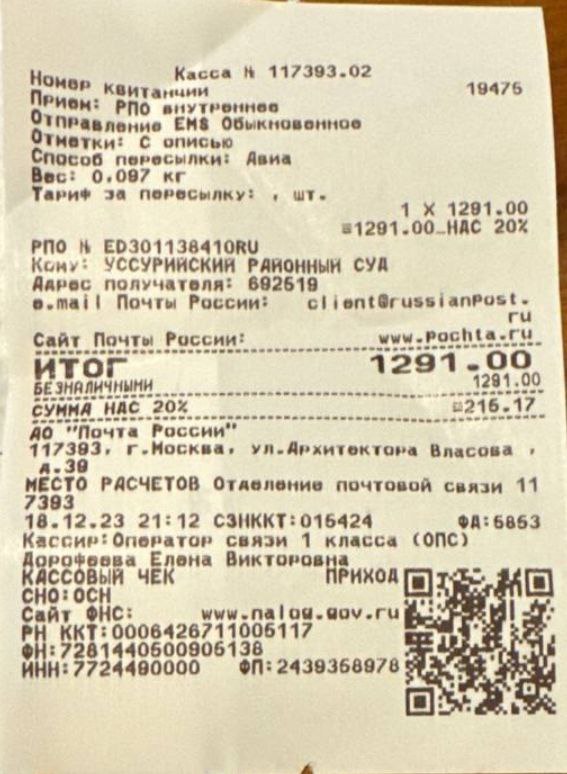 Касса № 117393.02
Номер квитанции 19475
Прием: РПО внутреннее
Отправление EMS Обыкновенное
Отметки: С описью
Способ пересылки: Авиа
Вес: 0.097 кг
Тариф за пересылку: , шт.
1 X 1291.00
≡1291.00_НДС 20%
РПО № ED301138410RU
Кому: УССУРИЙСКИЙ РАЙОННЫЙ СУД
Адрес получателя: 692519
e.mail Почты России: client@russianPost.
ru
Сайт Почты России: www.pochta.ru
ИТОГ 1291.00
БЕЗНАЛИЧНЫМИ 1291.00
СУММА НДС 20% ≡215.17
АО "Почта России"
117393, г.Москва, ул.Архитектора Власова ,
д.39
МЕСТО РАСЧЕТОВ Отделение почтовой связи 11
7393
18.12.23 21:12 СЗНККТ:015424 ФД:5853
Кассир:Оператор связи 1 класса (ОПС)
Дорофеева Елена Викторовна
КАССОВЫЙ ЧЕК ПРИХОД
СНО:ОСН
Сайт ФНС: www.nalog.gov.ru
РН ККТ:0006426711005117
ФН:7281440500905138
ИНН:7724490000 ФП:2439358978